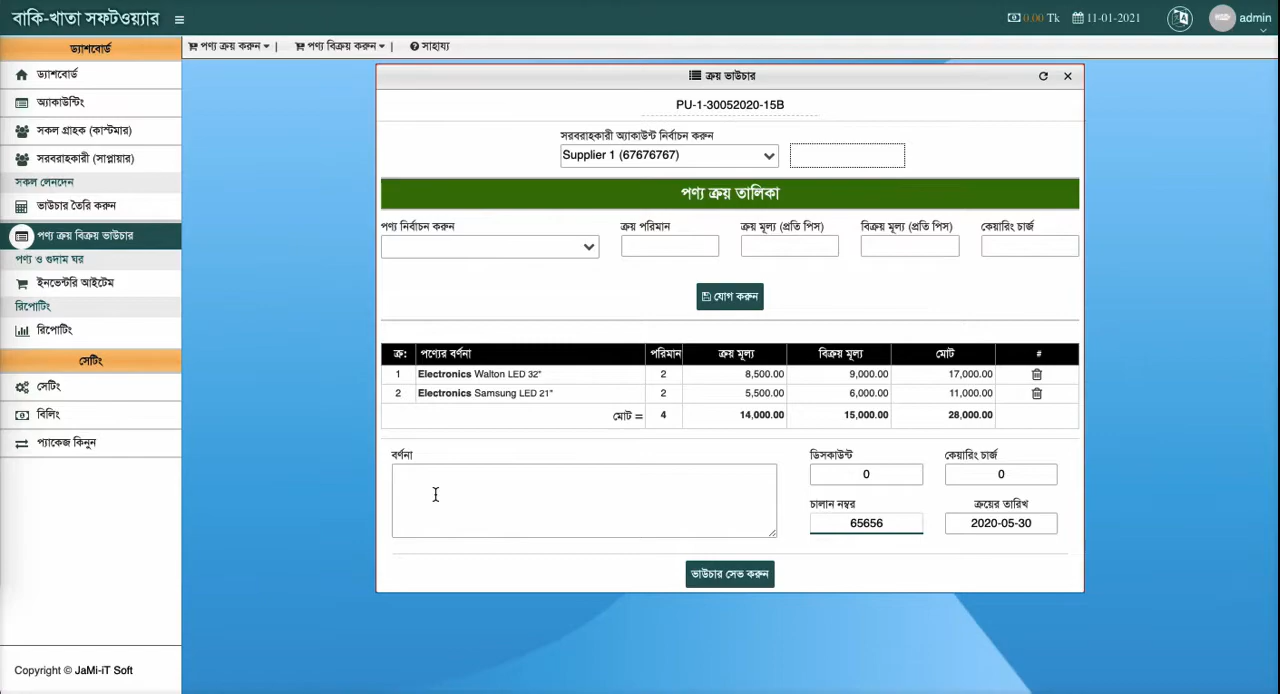 বাকি-খাতা সফটওয়্যার
0.00 Tk 11-01-2021 admin
ড্যাশবোর্ড
পণ্য ক্রয় করুন | পণ্য বিক্রয় করুন | সাহায্য
ড্যাশবোর্ড
অ্যাকাউন্টিং
সকল গ্রাহক (কাস্টমার)
সরবরাহকারী (সাপ্লায়ার)
সকল লেনদেন
ভাউচার তৈরি করুন
পণ্য ক্রয় বিক্রয় ভাউচার
পণ্য ও গুদাম ঘর
ইনভেন্টরি আইটেম
রিপোটিং
রিপোটিং
সেটিং
সেটিং
বিলিং
প্যাকেজ কিনুন
Copyright © JaMi-iT Soft
ক্রয় ভাউচার
PU-1-30052020-15B
সরবরাহকারী অ্যাকাউন্ট নির্বাচন করুন
Supplier 1 (67676767)
পণ্য ক্রয় তালিকা
পণ্য নির্বাচন করুন ক্রয় পরিমান ক্রয় মূল্য (প্রতি পিস) বিক্রয় মূল্য (প্রতি পিস) কেয়ারিং চার্জ
যোগ করুন
ক্র: পণ্যের বর্ণনা পরিমান ক্রয় মূল্য বিক্রয় মূল্য মোট #
1 Electronics Walton LED 32" 2 8,500.00 9,000.00 17,000.00
2 Electronics Samsung LED 21" 2 5,500.00 6,000.00 11,000.00
মোট = 4 14,000.00 15,000.00 28,000.00
বর্ণনা ডিসকাউন্ট কেয়ারিং চার্জ
0 0
চালান নম্বর ক্রয়ের তারিখ
65656 2020-05-30
ভাউচার সেভ করুন